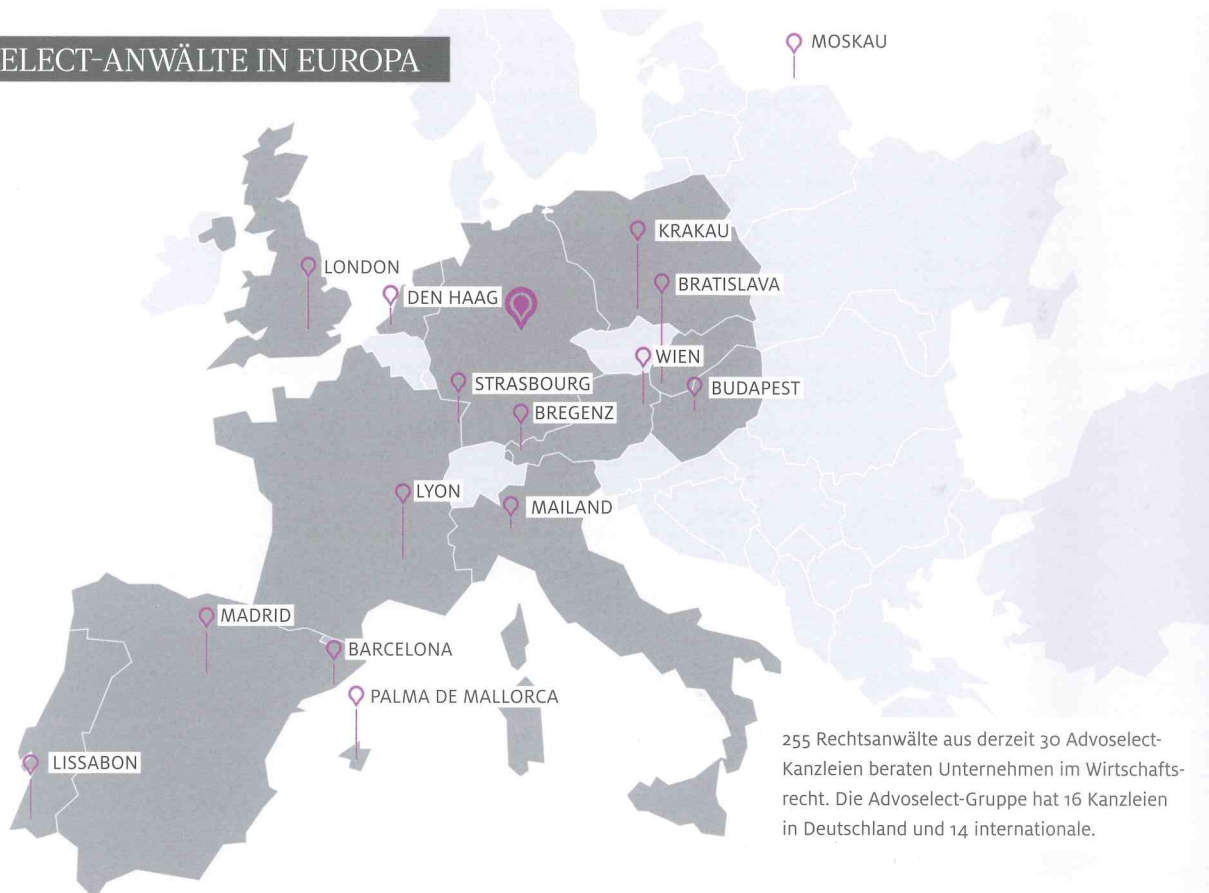 ELECT-ANWÄLTE IN EUROPA
MOSKAU
KRAKAU
LONDON
BRATISLAVA
DEN HAAG
WIEN
STRASBOURG
BUDAPEST
BREGENZ
LYON
MAILAND
MADRID
BARCELONA
PALMA DE MALLORCA
LISSABON
255 Rechtsanwälte aus derzeit 30 Advoselect-
Kanzleien beraten Unternehmen im Wirtschafts-
recht. Die Advoselect-Gruppe hat 16 Kanzleien
in Deutschland und 14 internationale.